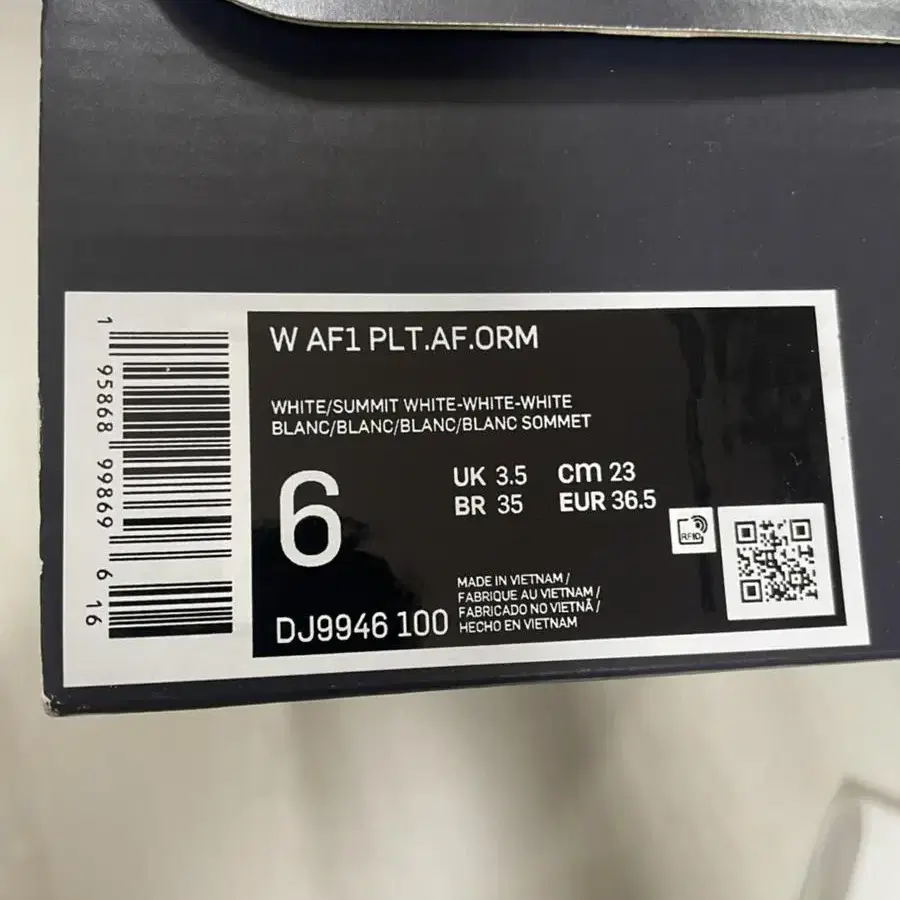 W AF1 PLT.AF.ORM
WHITE/SUMMIT WHITE-WHITE-WHITE
BLANC/BLANC/BLANC/BLANC SOMMET
6
UK 3.5 cm 23
BR 35 EUR 36.5
RFID
MADE IN VIETNAM /
FABRIQUE AU VIETNAM /
FABRICADO NO VIETNÃ /
HECHO EN VIETNAM
DJ9946 100
1 95868 99869 6 16